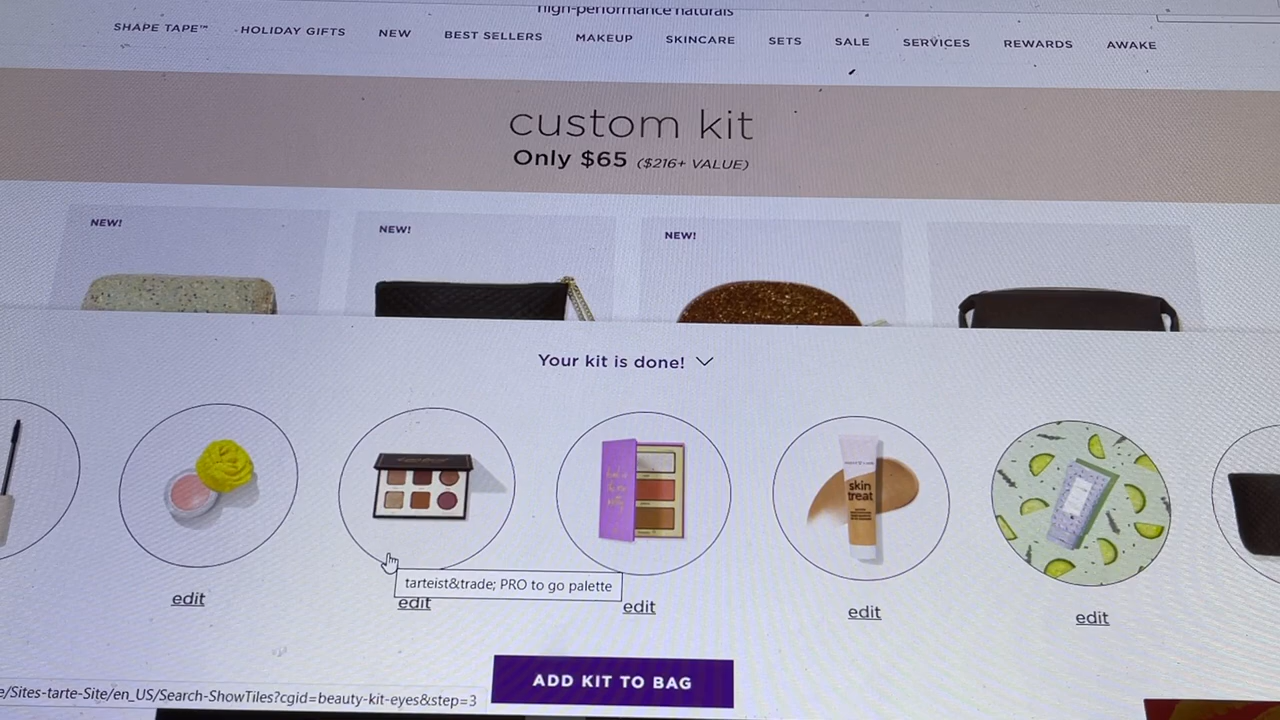 high-performance naturals
SHAPE TAPE™ HOLIDAY GIFTS NEW BEST SELLERS MAKEUP SKINCARE SETS SALE SERVICES REWARDS AWAKE
custom kit
Only $65 ($216+ VALUE)
NEW! NEW! NEW!
Your kit is done!
skin
treat
tarteist&trade; PRO to go palette
edit edit edit edit edit
ADD KIT TO BAG
e/Sites-tarte-Site/en_US/Search-ShowTiles?cgid=beauty-kit-eyes&step=3